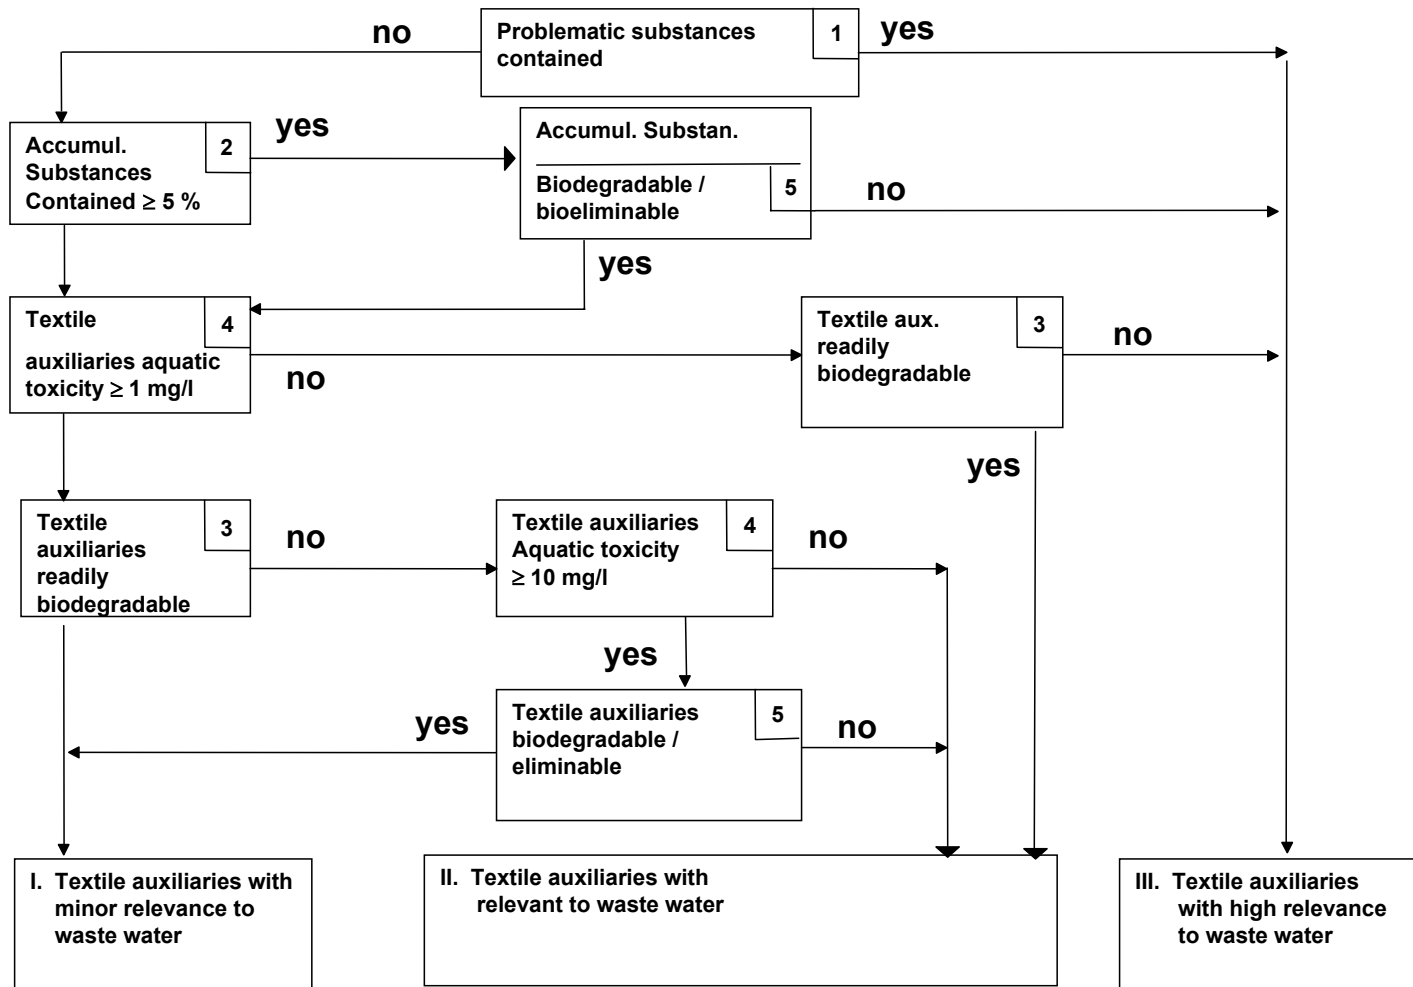 no
Problematic substances
contained
1
yes
Accumul.
Substances
Contained ≥ 5 %
2
yes
Accumul. Substan.
Biodegradable /
bioeliminable
5
no
yes
Textile
auxiliaries aquatic
toxicity ≥ 1 mg/l
4
no
Textile aux.
readily
biodegradable
3
no
yes
Textile
auxiliaries
readily
biodegradable
3
no
Textile auxiliaries
Aquatic toxicity
≥ 10 mg/l
4
no
yes
yes
Textile auxiliaries
biodegradable /
eliminable
5
no
I. Textile auxiliaries with
minor relevance to
waste water
II. Textile auxiliaries with
relevant to waste water
III. Textile auxiliaries
with high relevance
to waste water